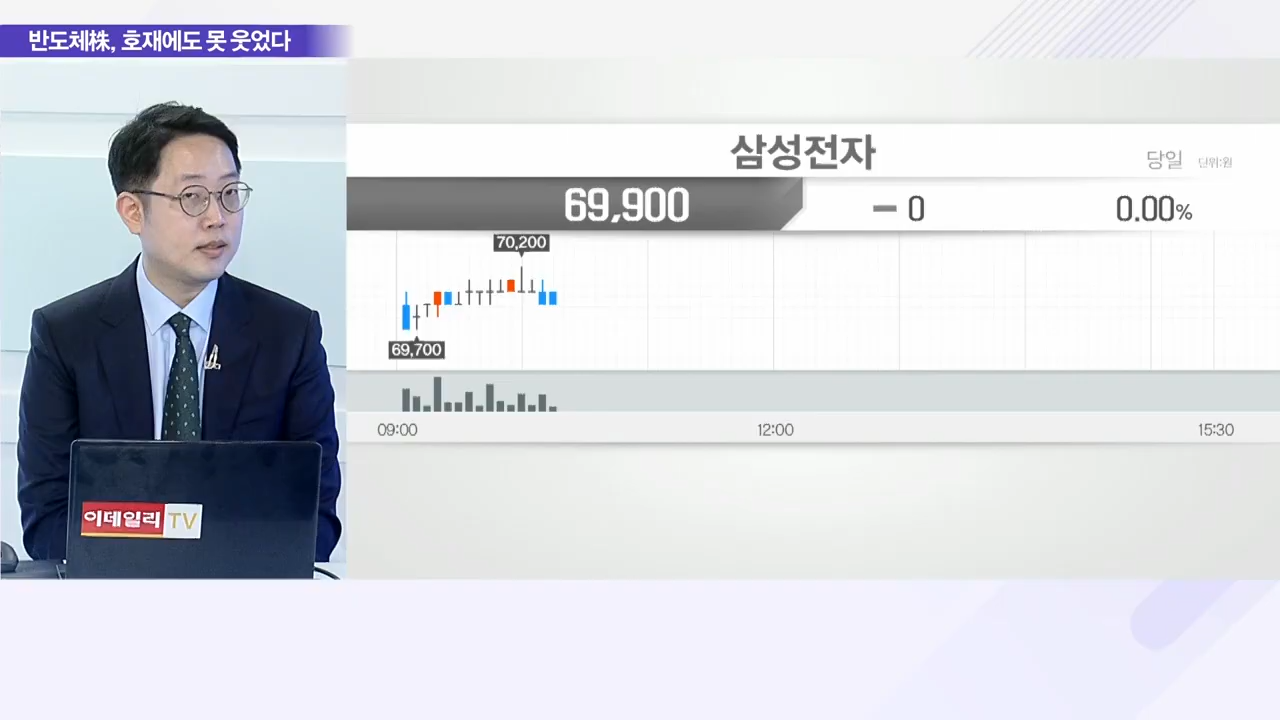 반도체株, 호재에도 못 웃었다
삼성전자
당일 단위:원
69,900 0 0.00%
70,200
69,700
09:00 12:00 15:30
이데일리 TV